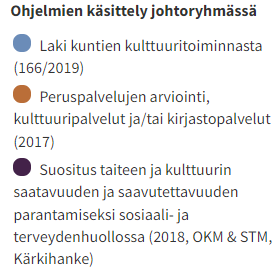 Ohjelmien käsittely johtoryhmässä
Laki kuntien kulttuuritoiminnasta
(166/2019)
Peruspalvelujen arviointi,
kulttuuripalvelut ja/tai kirjastopalvelut
(2017)
Suositus taiteen ja kulttuurin
saatavuuden ja saavutettavuuden
parantamiseksi sosiaali- ja
terveydenhuollossa (2018, OKM & STM,
Kärkihanke)